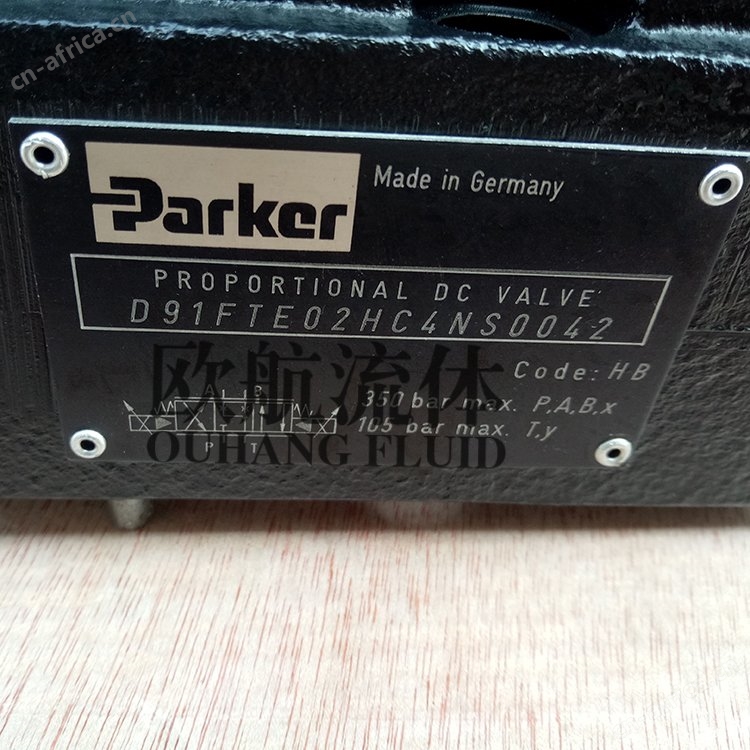 cn-africa.cn
Parker
Made in Germany
PROPORTIONAL DC VALVE
D91FTE02HC4NS0042
Code: HB
350 bar max. P,A,B,x
105 bar max. T,y
A B
P T
欧航流体
OUHANG FLUID